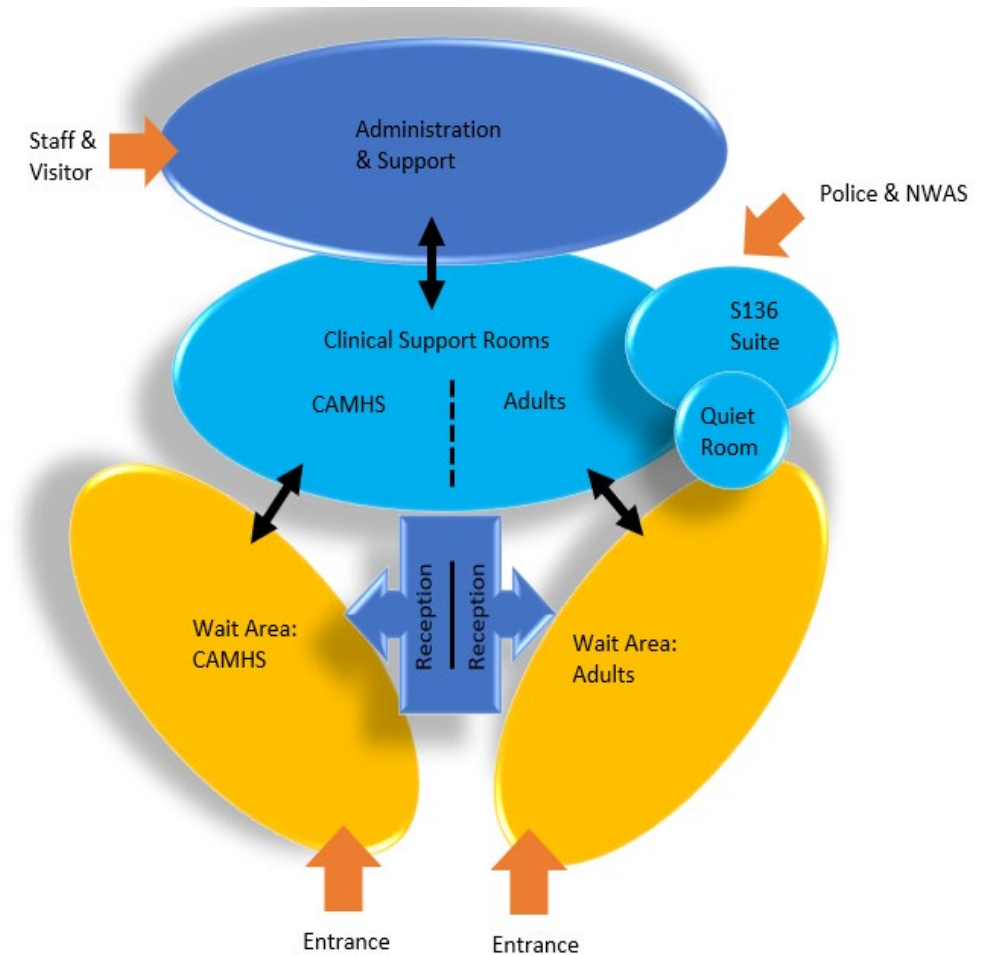 Administration
& Support
Staff &
Visitor
Police & NWAS
S136
Suite
Clinical Support Rooms
CAMHS
Adults
Quiet
Room
Reception
Reception
Wait Area:
CAMHS
Wait Area:
Adults
Entrance
Entrance